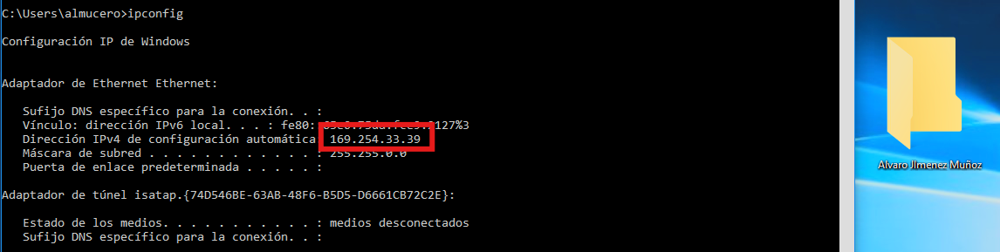 C:\Users\almucero>ipconfig
Configuración IP de Windows
Adaptador de Ethernet Ethernet:
Sufijo DNS específico para la conexión. . :
Vínculo: dirección IPv6 local. . . : fe80:
Dirección IPv4 de configuración automática 169.254.33.39
Máscara de subred . . . . . . . . . . . . : 255.255.0.0
Puerta de enlace predeterminada . . . . . :
Adaptador de túnel isatap.{74D546BE-63AB-48F6-B5D5-D6661CB72C2E}:
Estado de los medios. . . . . . . . . . . : medios desconectados
Sufijo DNS específico para la conexión. . :
Alvaro JImenez Muñoz